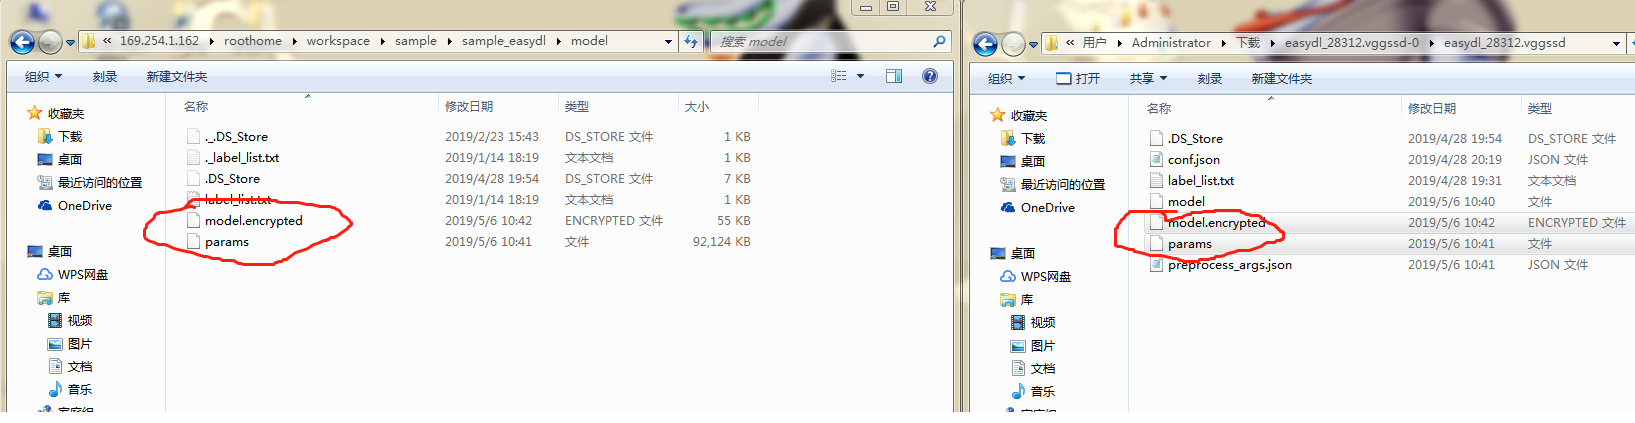 « 169.254.1.162 ▸ roothome ▸ workspace ▸ sample ▸ sample_easydl ▸ model
搜索 model
组织 刻录 新建文件夹
名称 修改日期 类型 大小
收藏夹
下载
桌面
最近访问的位置
OneDrive
桌面
WPS网盘
库
视频
图片
文档
音乐
._.DS_Store 2019/2/23 15:43 DS_STORE 文件 1 KB
._label_list.txt 2019/1/14 18:19 文本文档 1 KB
.DS_Store 2019/4/28 19:54 DS_STORE 文件 7 KB
label_list.txt 2019/1/14 18:19 文本文档 1 KB
model.encrypted 2019/5/6 10:42 ENCRYPTED 文件 55 KB
params 2019/5/6 10:41 文件 92,124 KB
« 用户 ▸ Administrator ▸ 下载 ▸ easydl_28312.vggssd-0 ▸ easydl_28312.vggssd
组织 打开 共享 刻录 新建文件夹
名称 修改日期 类型
收藏夹
下载
桌面
最近访问的位置
OneDrive
桌面
WPS网盘
库
视频
图片
文档
音乐
.DS_Store 2019/4/28 19:54 DS_STORE 文件
conf.json 2019/4/28 20:19 JSON 文件
label_list.txt 2019/4/28 19:31 文本文档
model 2019/5/6 10:40 文件
model.encrypted 2019/5/6 10:42 ENCRYPTED 文件
params 2019/5/6 10:41 文件
preprocess_args.json 2019/5/6 10:41 JSON 文件